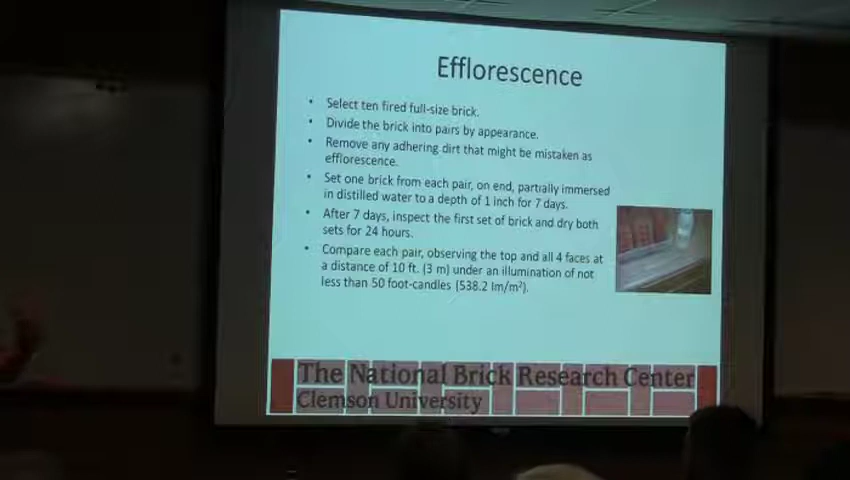 Efflorescence
• Select ten fired full-size brick.
• Divide the brick into pairs by appearance.
• Remove any adhering dirt that might be mistaken as
efflorescence.
• Set one brick from each pair, on end, partially immersed
in distilled water to a depth of 1 inch for 7 days.
• After 7 days, inspect the first set of brick and dry both
sets for 24 hours.
• Compare each pair, observing the top and all 4 faces at
a distance of 10 ft. (3 m) under an illumination of not
less than 50 foot-candles (538.2 lm/m²).
The National Brick Research Center
Clemson University